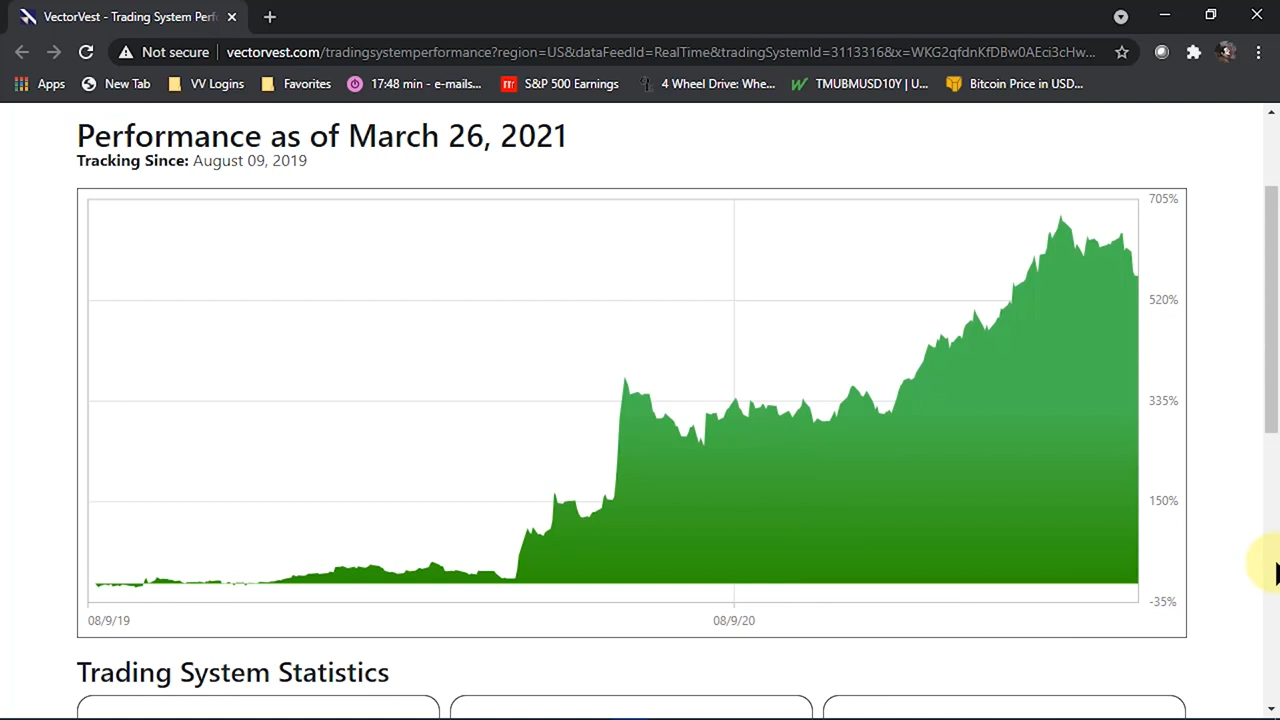 VectorVest - Trading System Perf
Not secure
vectorvest.com/tradingsystemperformance?region=US&dataFeedId=RealTime&tradingSystemId=3113316&x=WKG2qfdnKfDBw0AEci3cHw...
Apps
New Tab
VV Logins
Favorites
17:48 min - e-mails...
S&P 500 Earnings
4 Wheel Drive: Whe...
TMUBMUSD10Y | U...
Bitcoin Price in USD...
Performance as of March 26, 2021
Tracking Since: August 09, 2019
705%
520%
335%
150%
-35%
08/9/19
08/9/20
Trading System Statistics